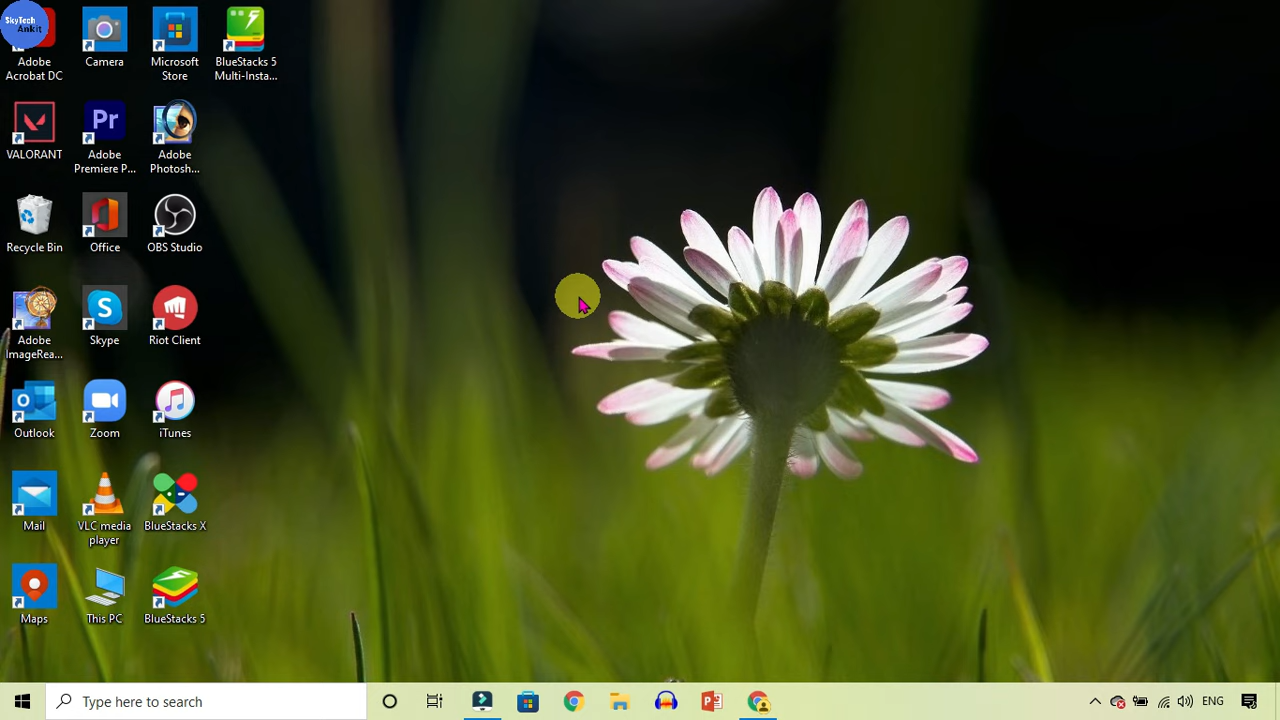 SkyTech
Ankit
Adobe
Acrobat DC
Camera
Microsoft
Store
BlueStacks 5
Multi-Insta...
VALORANT
Pr
Adobe
Premiere P...
Adobe
Photosh...
Recycle Bin
Office
OBS Studio
Adobe
ImageRea...
Skype
Riot Client
Outlook
Zoom
iTunes
Mail
VLC media
player
BlueStacks X
Maps
This PC
BlueStacks 5
Type here to search
ENG